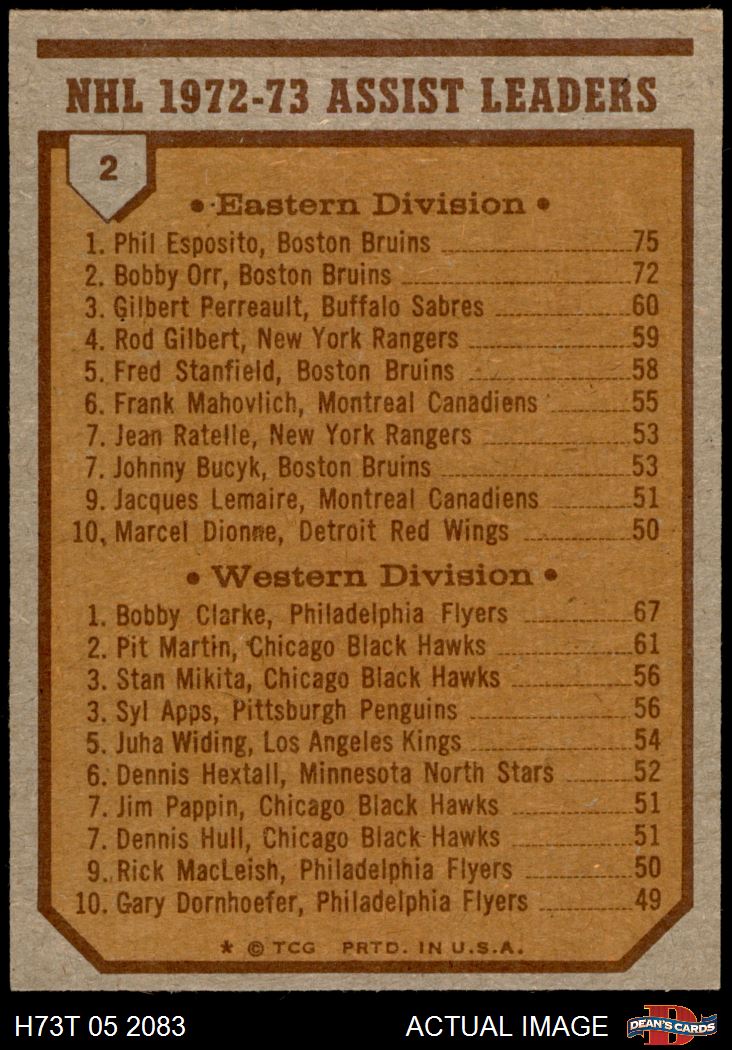 NHL 1972-73 ASSIST LEADERS
2
• Eastern Division •
1. Phil Esposito, Boston Bruins 75
2. Bobby Orr, Boston Bruins 72
3. Gilbert Perreault, Buffalo Sabres 60
4. Rod Gilbert, New York Rangers 59
5. Fred Stanfield, Boston Bruins 58
6. Frank Mahovlich, Montreal Canadiens 55
7. Jean Ratelle, New York Rangers 53
7. Johnny Bucyk, Boston Bruins 53
9. Jacques Lemaire, Montreal Canadiens 51
10. Marcel Dionne, Detroit Red Wings 50
• Western Division •
1. Bobby Clarke, Philadelphia Flyers 67
2. Pit Martin, Chicago Black Hawks 61
3. Stan Mikita, Chicago Black Hawks 56
3. Syl Apps, Pittsburgh Penguins 56
5. Juha Widing, Los Angeles Kings 54
6. Dennis Hextall, Minnesota North Stars 52
7. Jim Pappin, Chicago Black Hawks 51
7. Dennis Hull, Chicago Black Hawks 51
9. Rick MacLeish, Philadelphia Flyers 50
10. Gary Dornhoefer, Philadelphia Flyers 49
* © TCG PRTD. IN U.S.A.
H73T 05 2083 ACTUAL IMAGE D DEAN'S CARDS